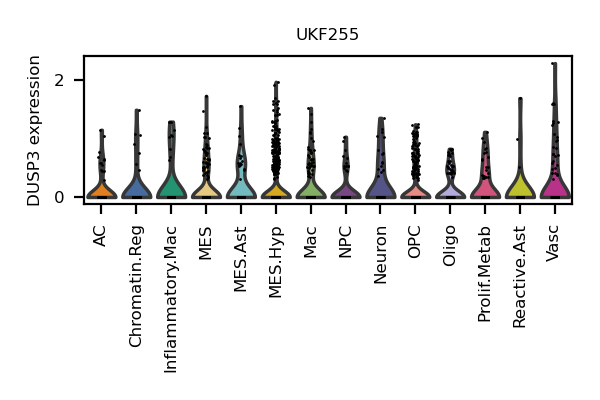 UKF255
DUSP3 expression
2
0
AC
Chromatin.Reg
Inflammatory.Mac
MES
MES.Ast
MES.Hyp
Mac
NPC
Neuron
OPC
Oligo
Prolif.Metab
Reactive.Ast
Vasc